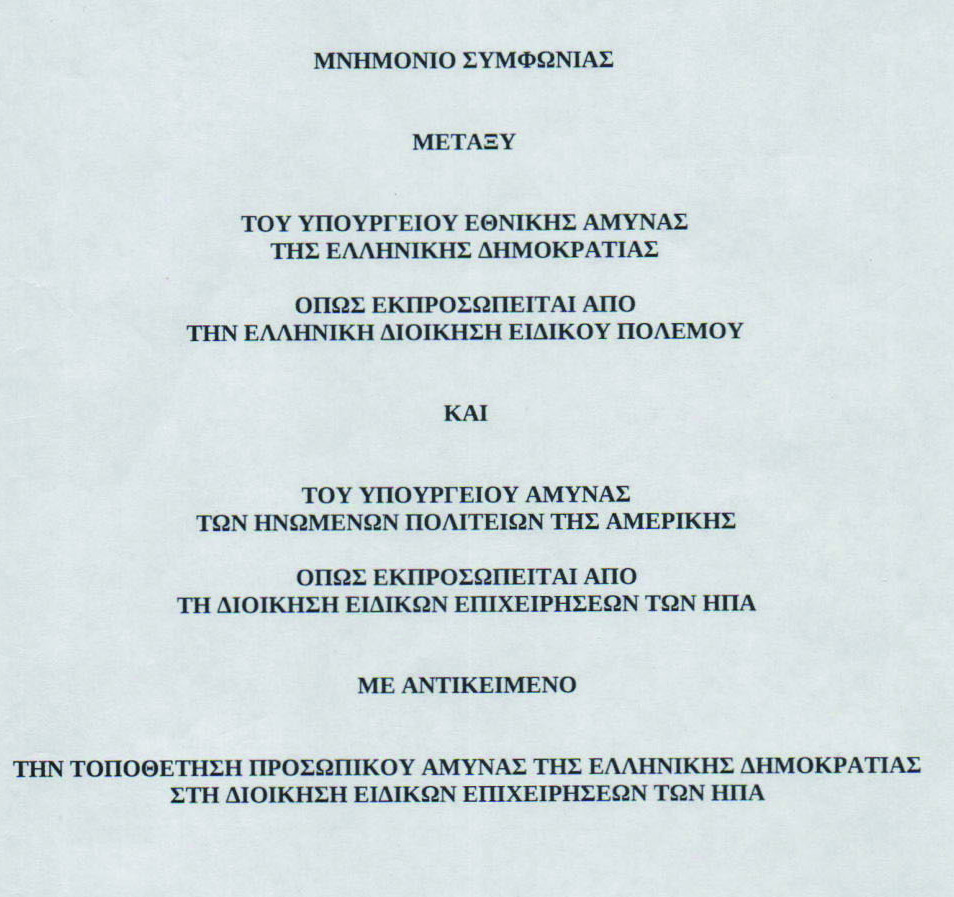 ΜΝΗΜΟΝΙΟ ΣΥΜΦΩΝΙΑΣ
ΜΕΤΑΞΥ
ΤΟΥ ΥΠΟΥΡΓΕΙΟΥ ΕΘΝΙΚΗΣ ΑΜΥΝΑΣ
ΤΗΣ ΕΛΛΗΝΙΚΗΣ ΔΗΜΟΚΡΑΤΙΑΣ
ΟΠΩΣ ΕΚΠΡΟΣΩΠΕΙΤΑΙ ΑΠΟ
ΤΗΝ ΕΛΛΗΝΙΚΗ ΔΙΟΙΚΗΣΗ ΕΙΔΙΚΟΥ ΠΟΛΕΜΟΥ
ΚΑΙ
ΤΟΥ ΥΠΟΥΡΓΕΙΟΥ ΑΜΥΝΑΣ
ΤΩΝ ΗΝΩΜΕΝΩΝ ΠΟΛΙΤΕΙΩΝ ΤΗΣ ΑΜΕΡΙΚΗΣ
ΟΠΩΣ ΕΚΠΡΟΣΩΠΕΙΤΑΙ ΑΠΟ
ΤΗ ΔΙΟΙΚΗΣΗ ΕΙΔΙΚΩΝ ΕΠΙΧΕΙΡΗΣΕΩΝ ΤΩΝ ΗΠΑ
ΜΕ ΑΝΤΙΚΕΙΜΕΝΟ
ΤΗΝ ΤΟΠΟΘΕΤΗΣΗ ΠΡΟΣΩΠΙΚΟΥ ΑΜΥΝΑΣ ΤΗΣ ΕΛΛΗΝΙΚΗΣ ΔΗΜΟΚΡΑΤΙΑΣ
ΣΤΗ ΔΙΟΙΚΗΣΗ ΕΙΔΙΚΩΝ ΕΠΙΧΕΙΡΗΣΕΩΝ ΤΩΝ ΗΠΑ